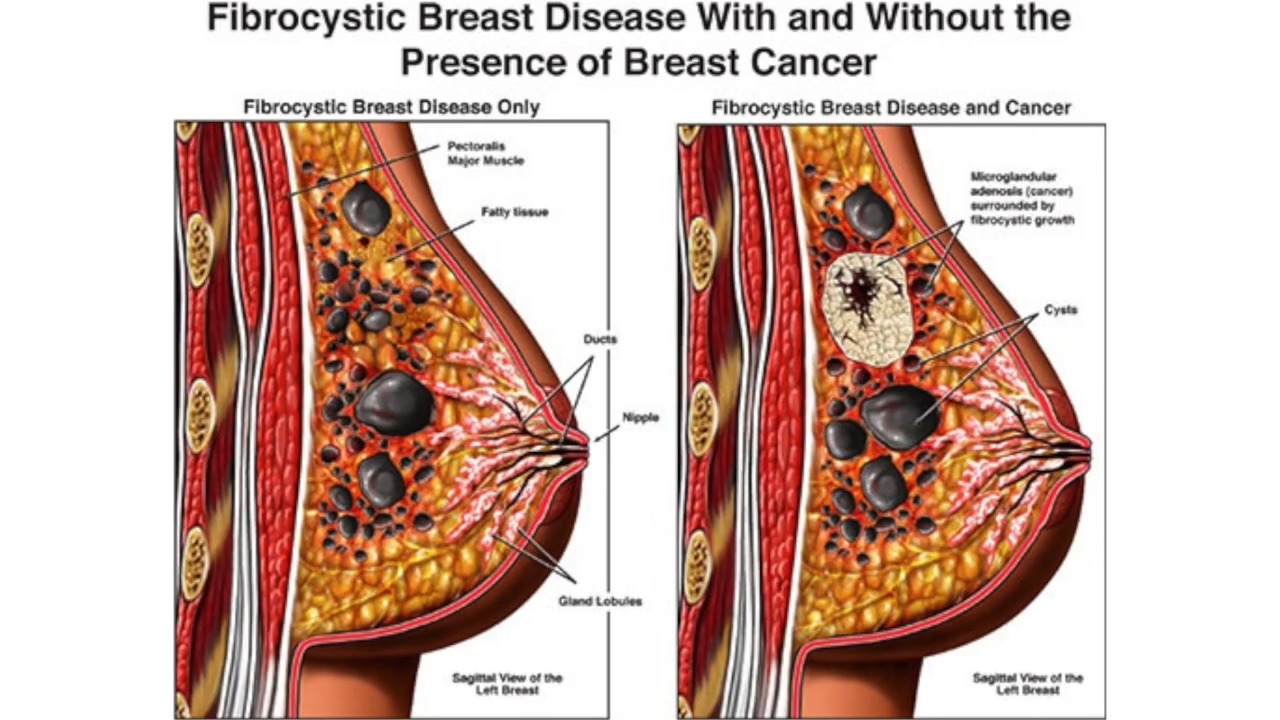 Fibrocystic Breast Disease With and Without the
Presence of Breast Cancer
Fibrocystic Breast Disease Only
Pectoralis
Major Muscle
Fatty tissue
Ducts
Nipple
Gland Lobules
Sagittal View of the
Left Breast
Fibrocystic Breast Disease and Cancer
Microglandular
adenosis (cancer)
surrounded by
fibrocystic growth
Cysts
Sagittal View of the
Left Breast